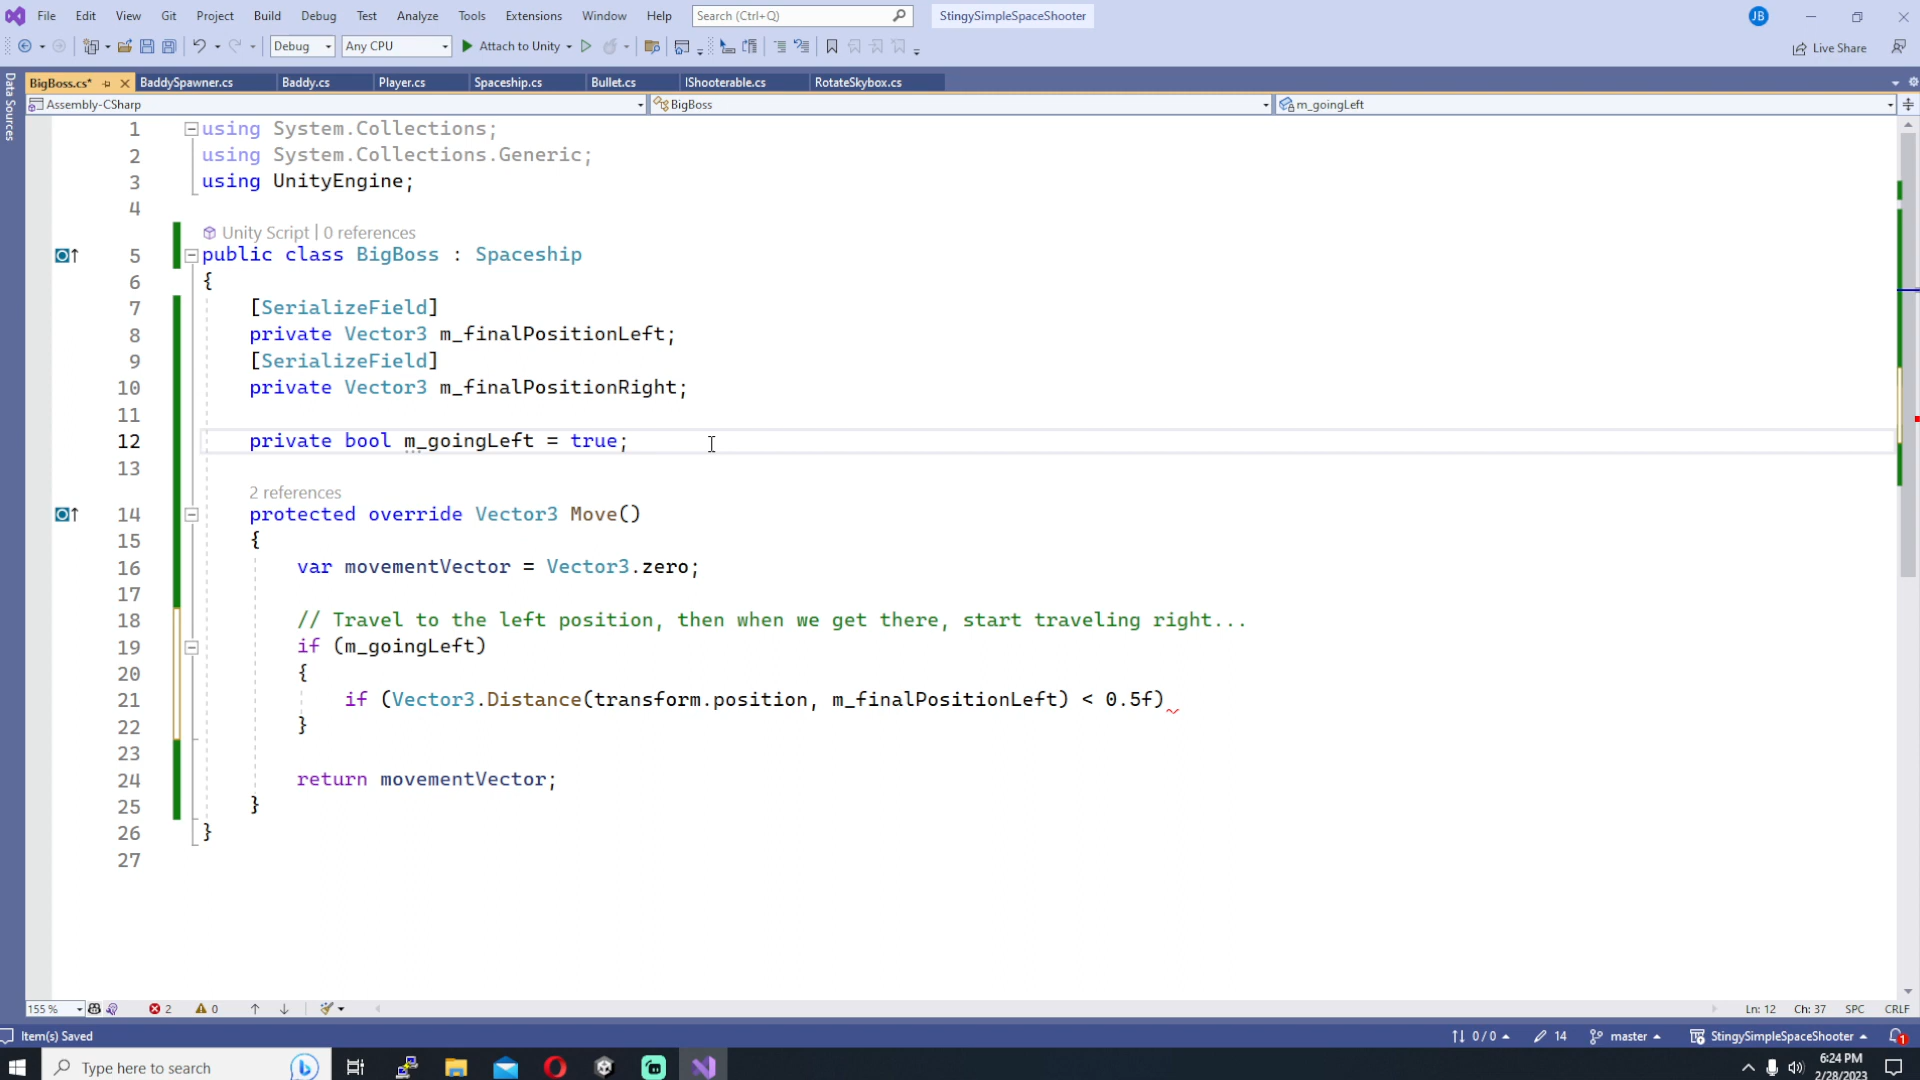 File Edit View Git Project Build Debug Test Analyze Tools Extensions Window Help Search (Ctrl+Q) StingySimpleSpaceShooter JB
Debug Any CPU Attach to Unity Live Share
Data Sources
BigBoss.cs* BaddySpawner.cs Baddy.cs Player.cs Spaceship.cs Bullet.cs IShooterable.cs RotateSkybox.cs
Assembly-CSharp BigBoss m_goingLeft
1 using System.Collections;
2 using System.Collections.Generic;
3 using UnityEngine;
4
Unity Script | 0 references
5 public class BigBoss : Spaceship
6 {
7 [SerializeField]
8 private Vector3 m_finalPositionLeft;
9 [SerializeField]
10 private Vector3 m_finalPositionRight;
11
12 private bool m_goingLeft = true;
13
2 references
14 protected override Vector3 Move()
15 {
16 var movementVector = Vector3.zero;
17
18 // Travel to the left position, then when we get there, start traveling right...
19 if (m_goingLeft)
20 {
21 if (Vector3.Distance(transform.position, m_finalPositionLeft) < 0.5f)
22 }
23
24 return movementVector;
25 }
26 }
27
155 % 2 0 Ln: 12 Ch: 37 SPC CRLF
Item(s) Saved 0 / 0 14 master StingySimpleSpaceShooter 1
Type here to search 6:24 PM
2/28/2023